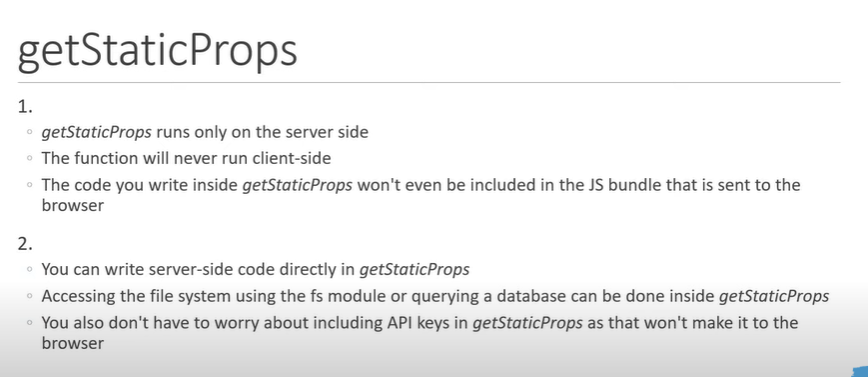 getStaticProps
1.
◦ getStaticProps runs only on the server side
◦ The function will never run client-side
◦ The code you write inside getStaticProps won't even be included in the JS bundle that is sent to the
browser
2.
◦ You can write server-side code directly in getStaticProps
◦ Accessing the file system using the fs module or querying a database can be done inside getStaticProps
◦ You also don't have to worry about including API keys in getStaticProps as that won't make it to the
browser